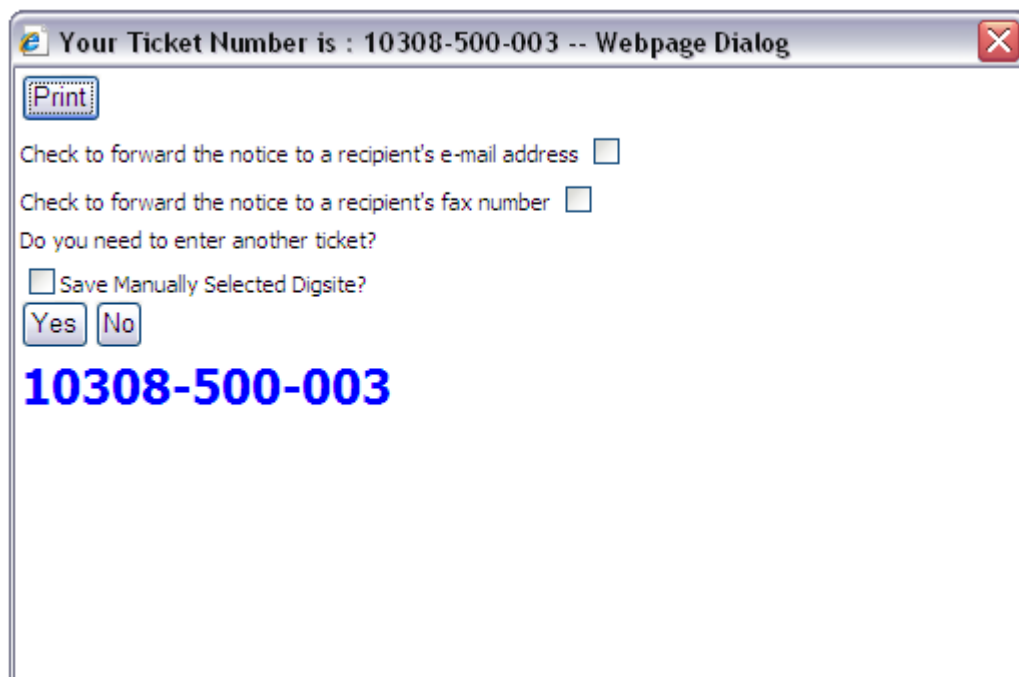 Your Ticket Number is : 10308-500-003 -- Webpage Dialog
Print
Check to forward the notice to a recipient's e-mail address
Check to forward the notice to a recipient's fax number
Do you need to enter another ticket?
Save Manually Selected Digsite?
Yes No
10308-500-003